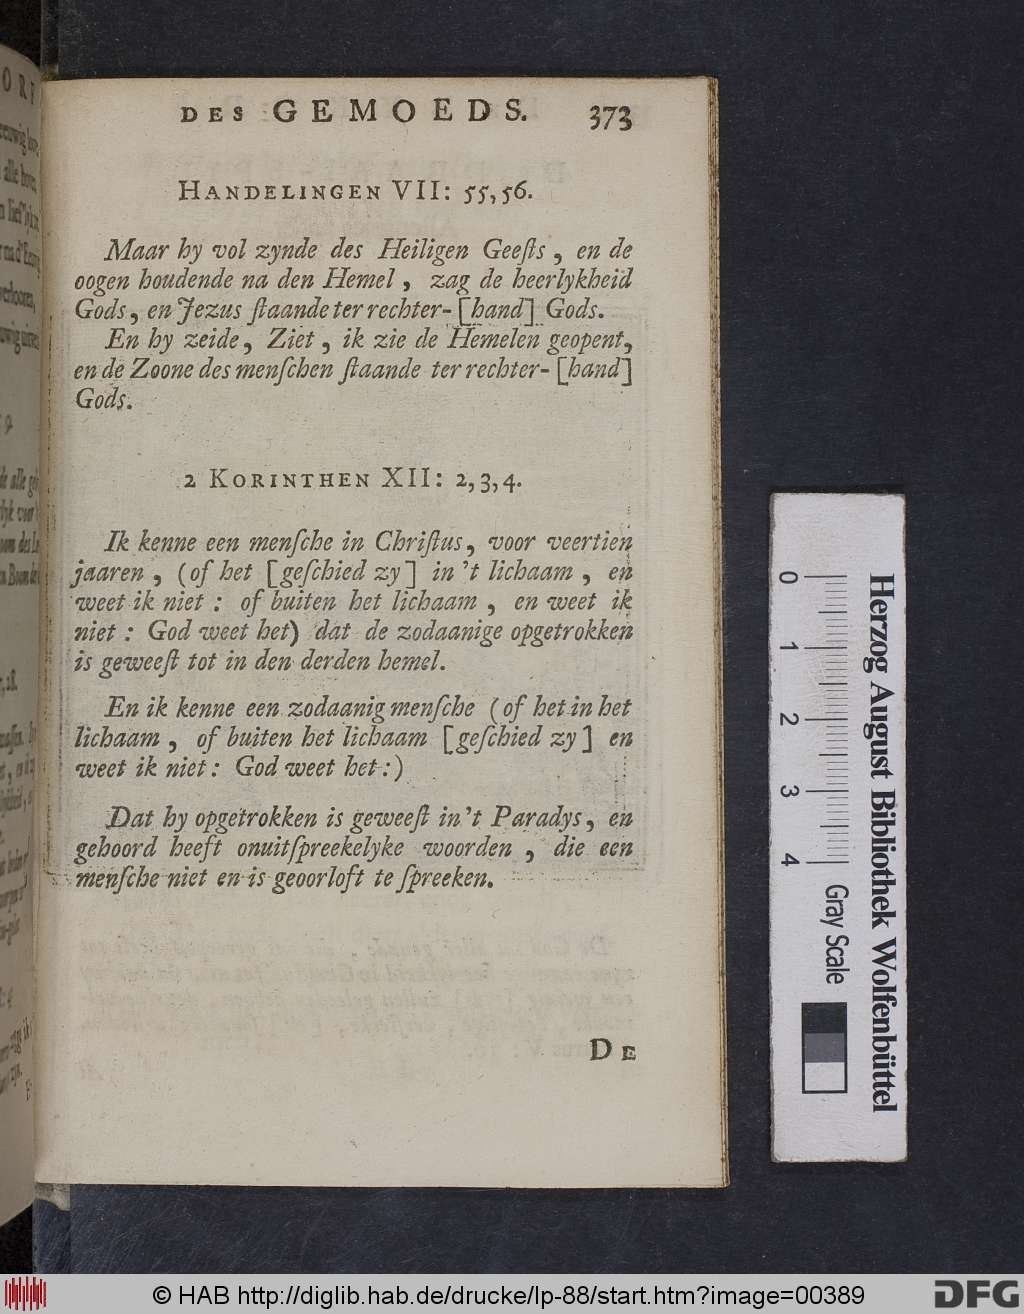 DES GEMOEDS. 373
HANDELINGEN VII: 55,56.
Maar hy vol zynde des Heiligen Geeſts, en de
oogen houdende na den Hemel, zag de heerlykheid
Gods, en Jezus ſtaande ter rechter-[hand] Gods.
En hy zeide, Ziet, ik zie de Hemelen geopent,
en de Zoone des menſchen ſtaande ter rechter-[hand]
Gods.
2 KORINTHEN XII: 2,3,4.
Ik kenne een menſche in Chriſtus, voor veertien
jaaren, (of het [geſchied zy] in 't lichaam, en
weet ik niet: of buiten het lichaam, en weet ik
niet: God weet het) dat de zodaanige opgetrokken
is geweeſt tot in den derden hemel.
En ik kenne een zodaanig menſche (of het in het
lichaam, of buiten het lichaam [geſchied zy] en
weet ik niet: God weet het:)
Dat hy opgetrokken is geweeſt in 't Paradys, en
gehoord heeft onuitſpreekelyke woorden, die een
menſche niet en is geoorloft te ſpreeken.
DE
0 1 2 3 4 Gray Scale
Herzog August Bibliothek Wolfenbüttel
© HAB http://diglib.hab.de/drucke/lp-88/start.htm?image=00389
DFG